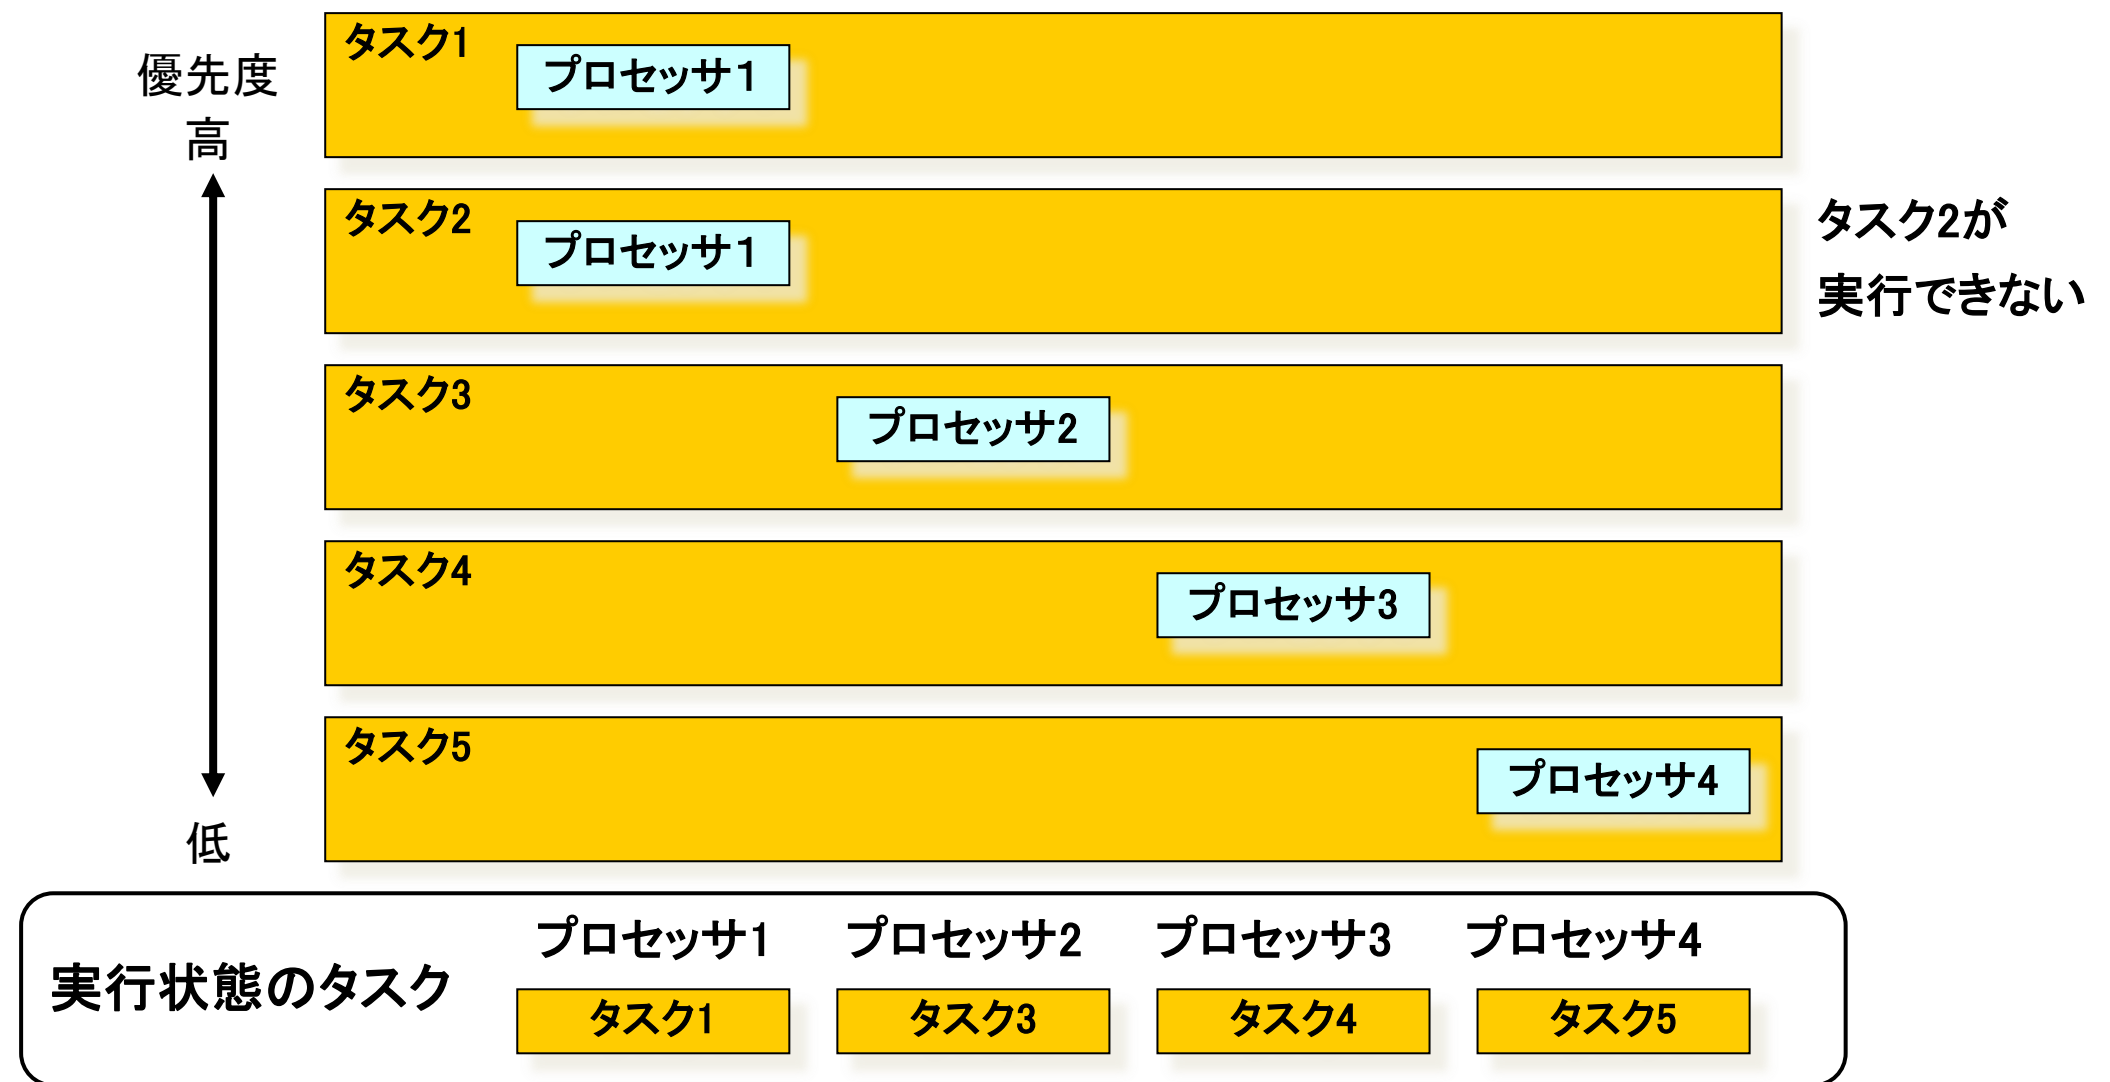 優先度
高
タスク1
プロセッサ１
タスク2
プロセッサ１
タスク2が
実行できない
タスク3
プロセッサ2
タスク4
プロセッサ3
タスク5
プロセッサ4
低
プロセッサ1 プロセッサ2 プロセッサ3 プロセッサ4
実行状態のタスク
タスク1 タスク3 タスク4 タスク5